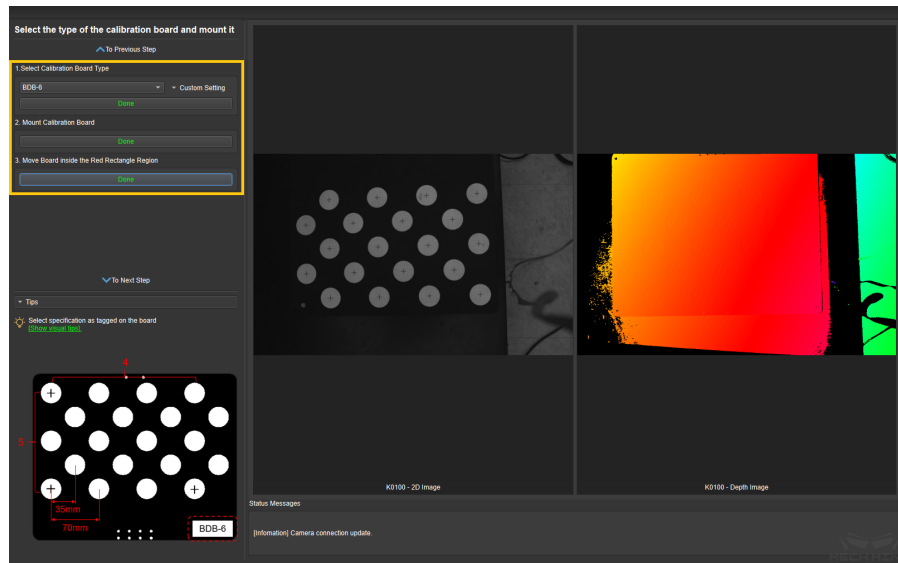 Select the type of the calibration board and mount it
To Previous Step
1.Select Calibration Board Type
BDB-6
Custom Setting
Done
2. Mount Calibration Board
Done
3. Move Board inside the Red Rectangle Region
Done
To Next Step
Tips
Select specification as tagged on the board
[Show visual tips].
4
5
35mm
70mm
BDB-6
K0100 - 2D Image
K0100 - Depth Image
Status Messages
[Infomation] Camera connection update.